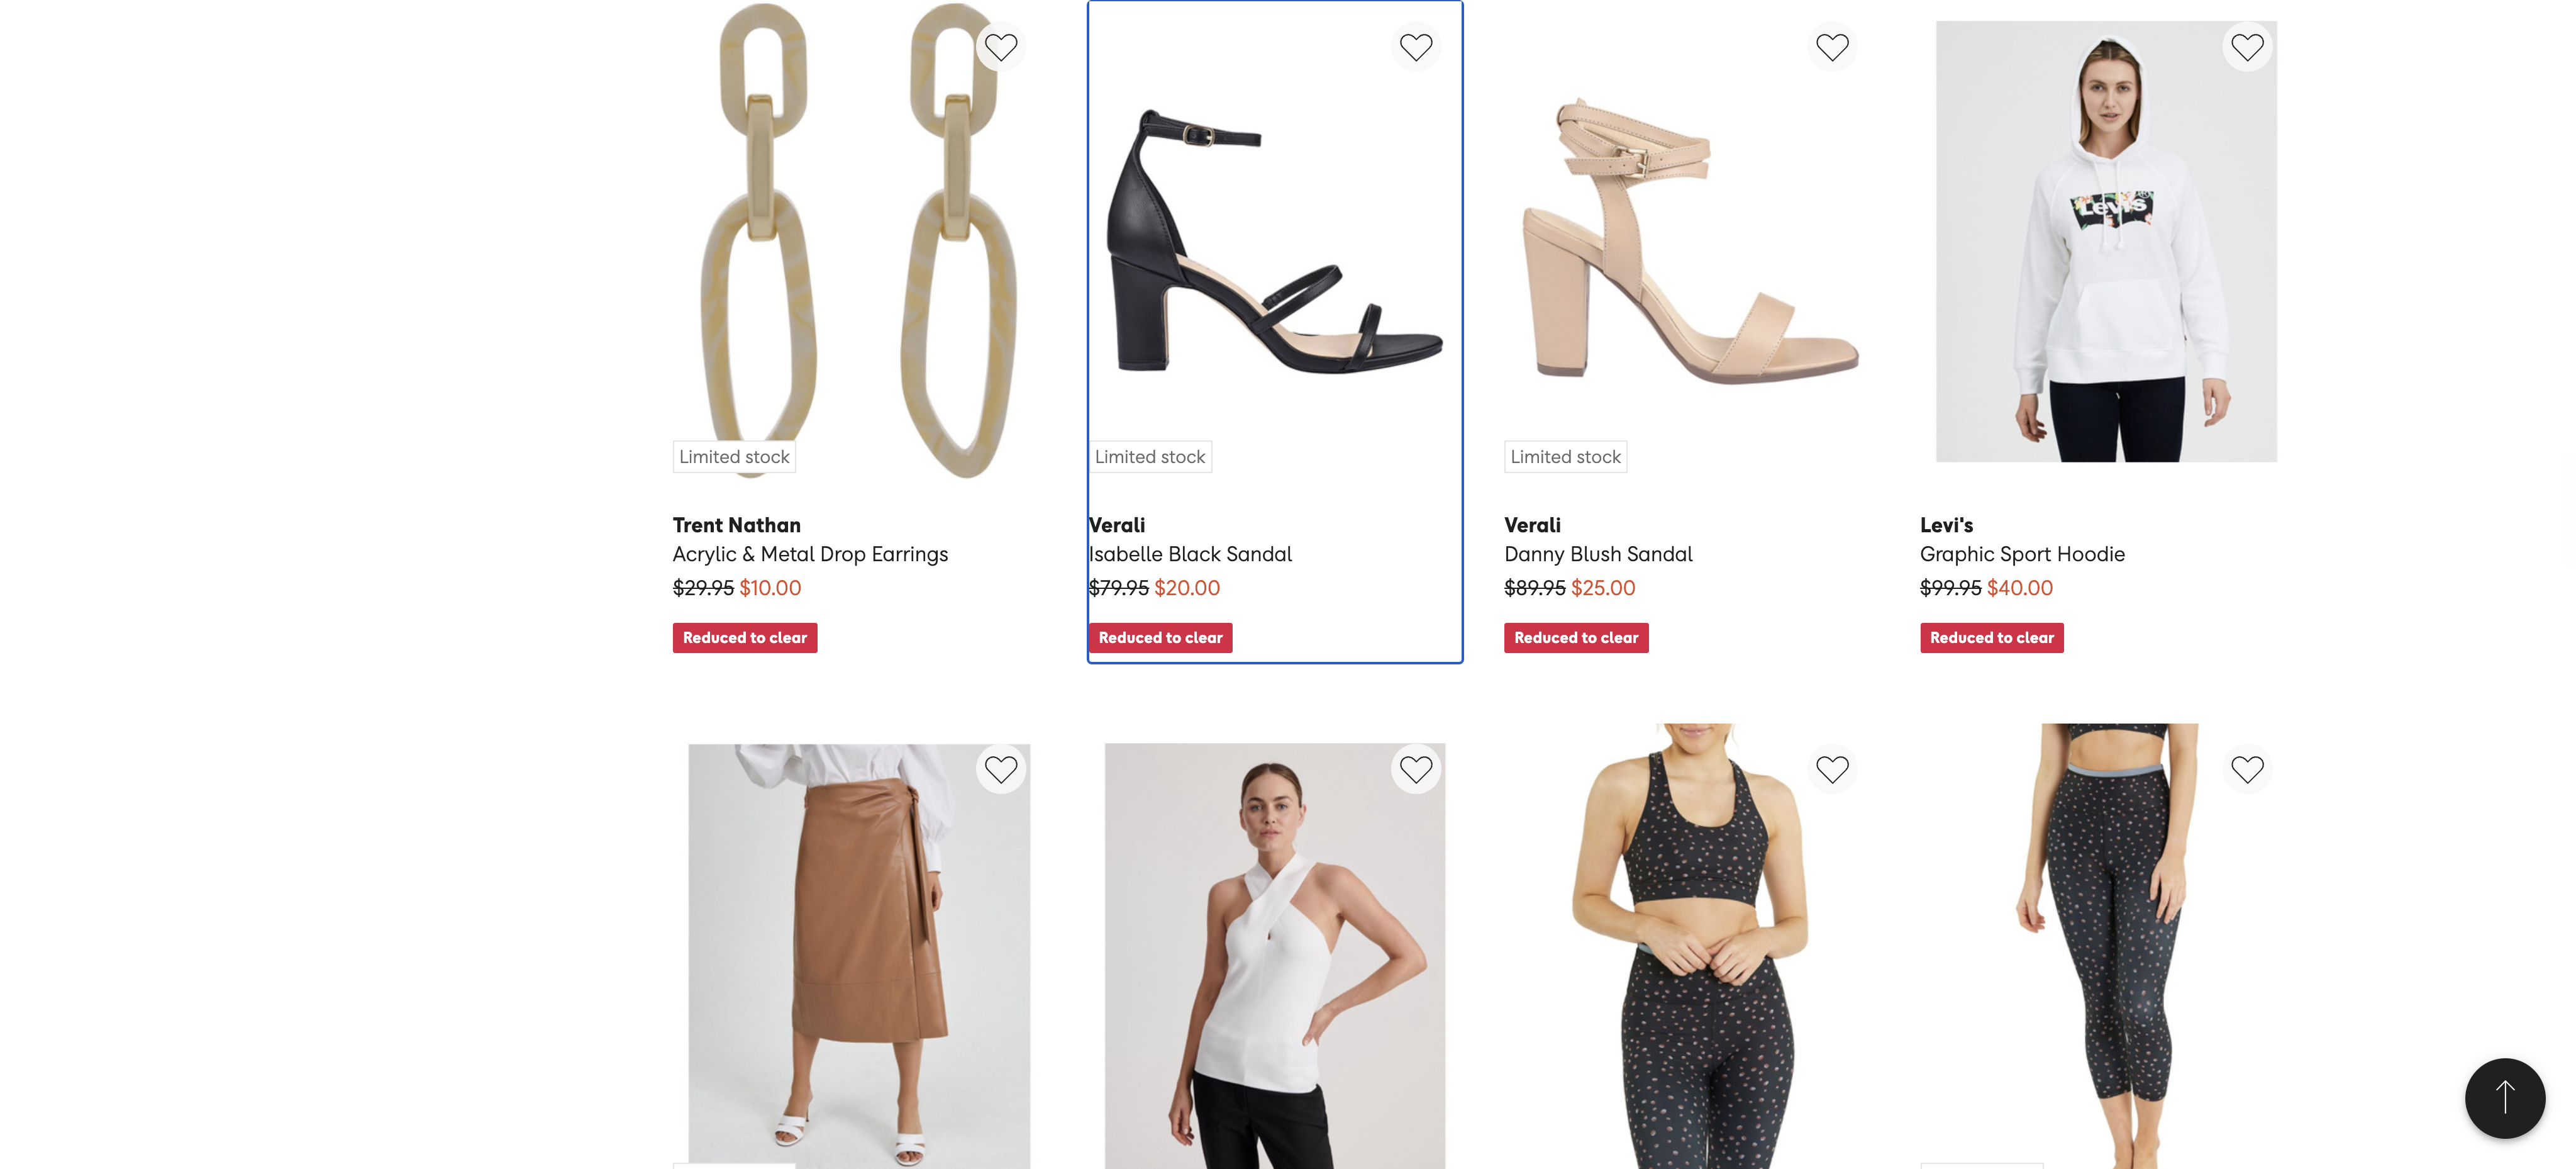 Levi's
Limited stock
Limited stock
Limited stock
Trent Nathan
Acrylic & Metal Drop Earrings
$29.95 $10.00
Reduced to clear
Verali
Isabelle Black Sandal
$79.95 $20.00
Reduced to clear
Verali
Danny Blush Sandal
$89.95 $25.00
Reduced to clear
Levi's
Graphic Sport Hoodie
$99.95 $40.00
Reduced to clear